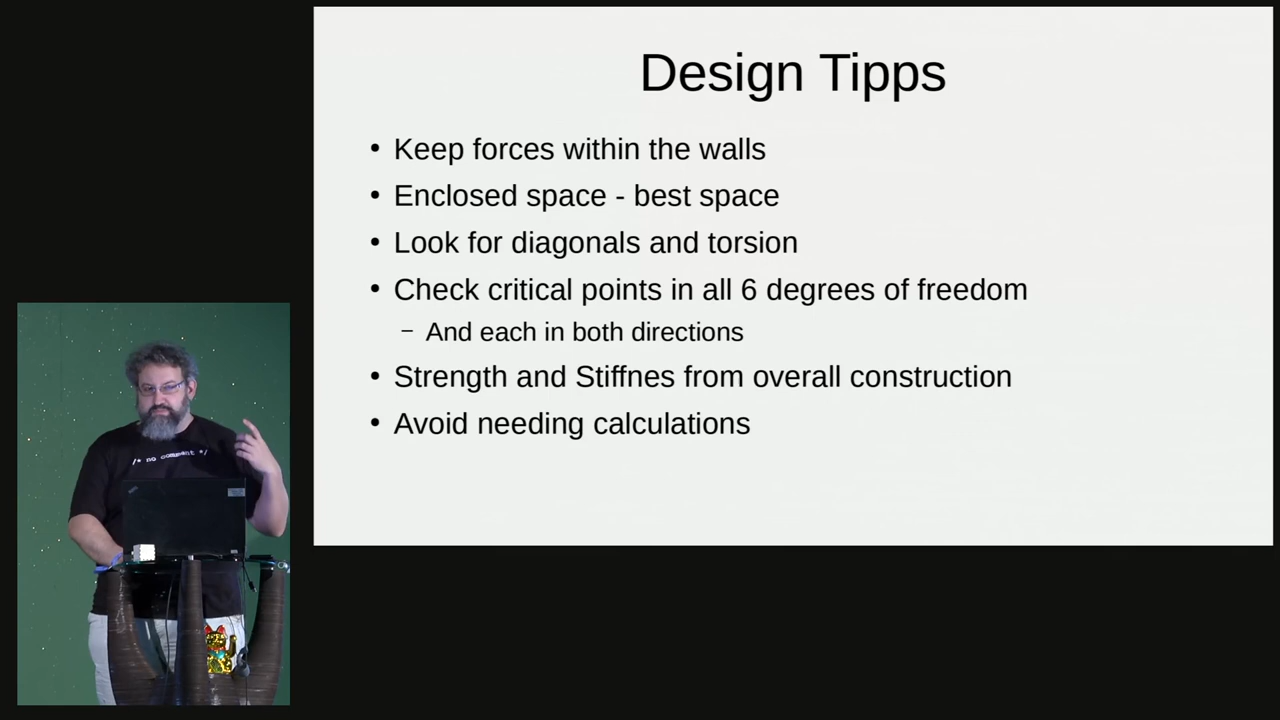 Design Tipps
• Keep forces within the walls
• Enclosed space - best space
• Look for diagonals and torsion
• Check critical points in all 6 degrees of freedom
– And each in both directions
• Strength and Stiffnes from overall construction
• Avoid needing calculations
/* no comment */